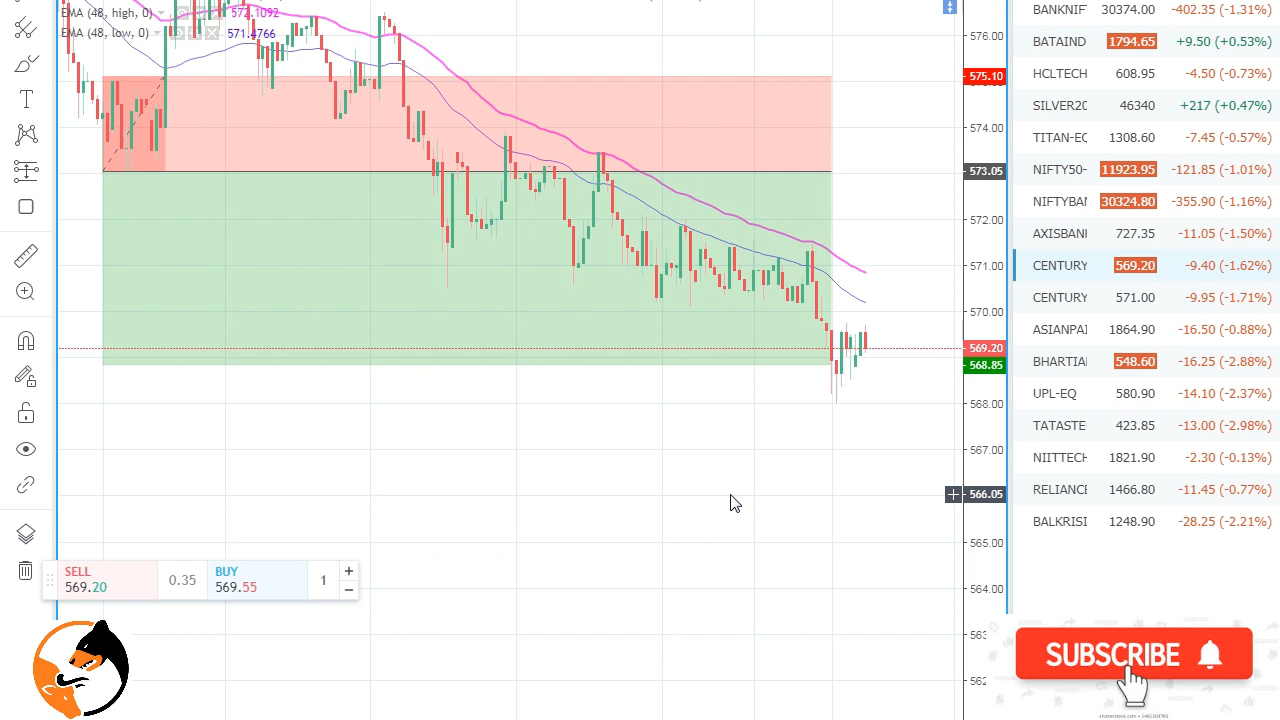 EMA (48, high, 0) 572.1092
EMA (48, low, 0) 571.4766
576.00
575.10
574.00
573.05
572.00
571.00
570.00
569.20
568.85
568.00
567.00
566.05
565.00
564.00
SELL
569.20
0.35
BUY
569.55
1
BANKNIF 30374.00 -402.35 (-1.31%)
BATAIND 1794.65 +9.50 (+0.53%)
HCLTECH 608.95 -4.50 (-0.73%)
SILVER20 46340 +217 (+0.47%)
TITAN-EQ 1308.60 -7.45 (-0.57%)
NIFTY50- 11923.95 -121.85 (-1.01%)
NIFTYBAN 30324.80 -355.90 (-1.16%)
AXISBANK 727.35 -11.05 (-1.50%)
CENTURY 569.20 -9.40 (-1.62%)
CENTURY 571.00 -9.95 (-1.71%)
ASIANPAI 1864.90 -16.50 (-0.88%)
BHARTIAI 548.60 -16.25 (-2.88%)
UPL-EQ 580.90 -14.10 (-2.37%)
TATASTE 423.85 -13.00 (-2.98%)
NIITTECH 1821.90 -2.30 (-0.13%)
RELIANCE 1466.80 -11.45 (-0.77%)
BALKRISI 1248.90 -28.25 (-2.21%)
SUBSCRIBE